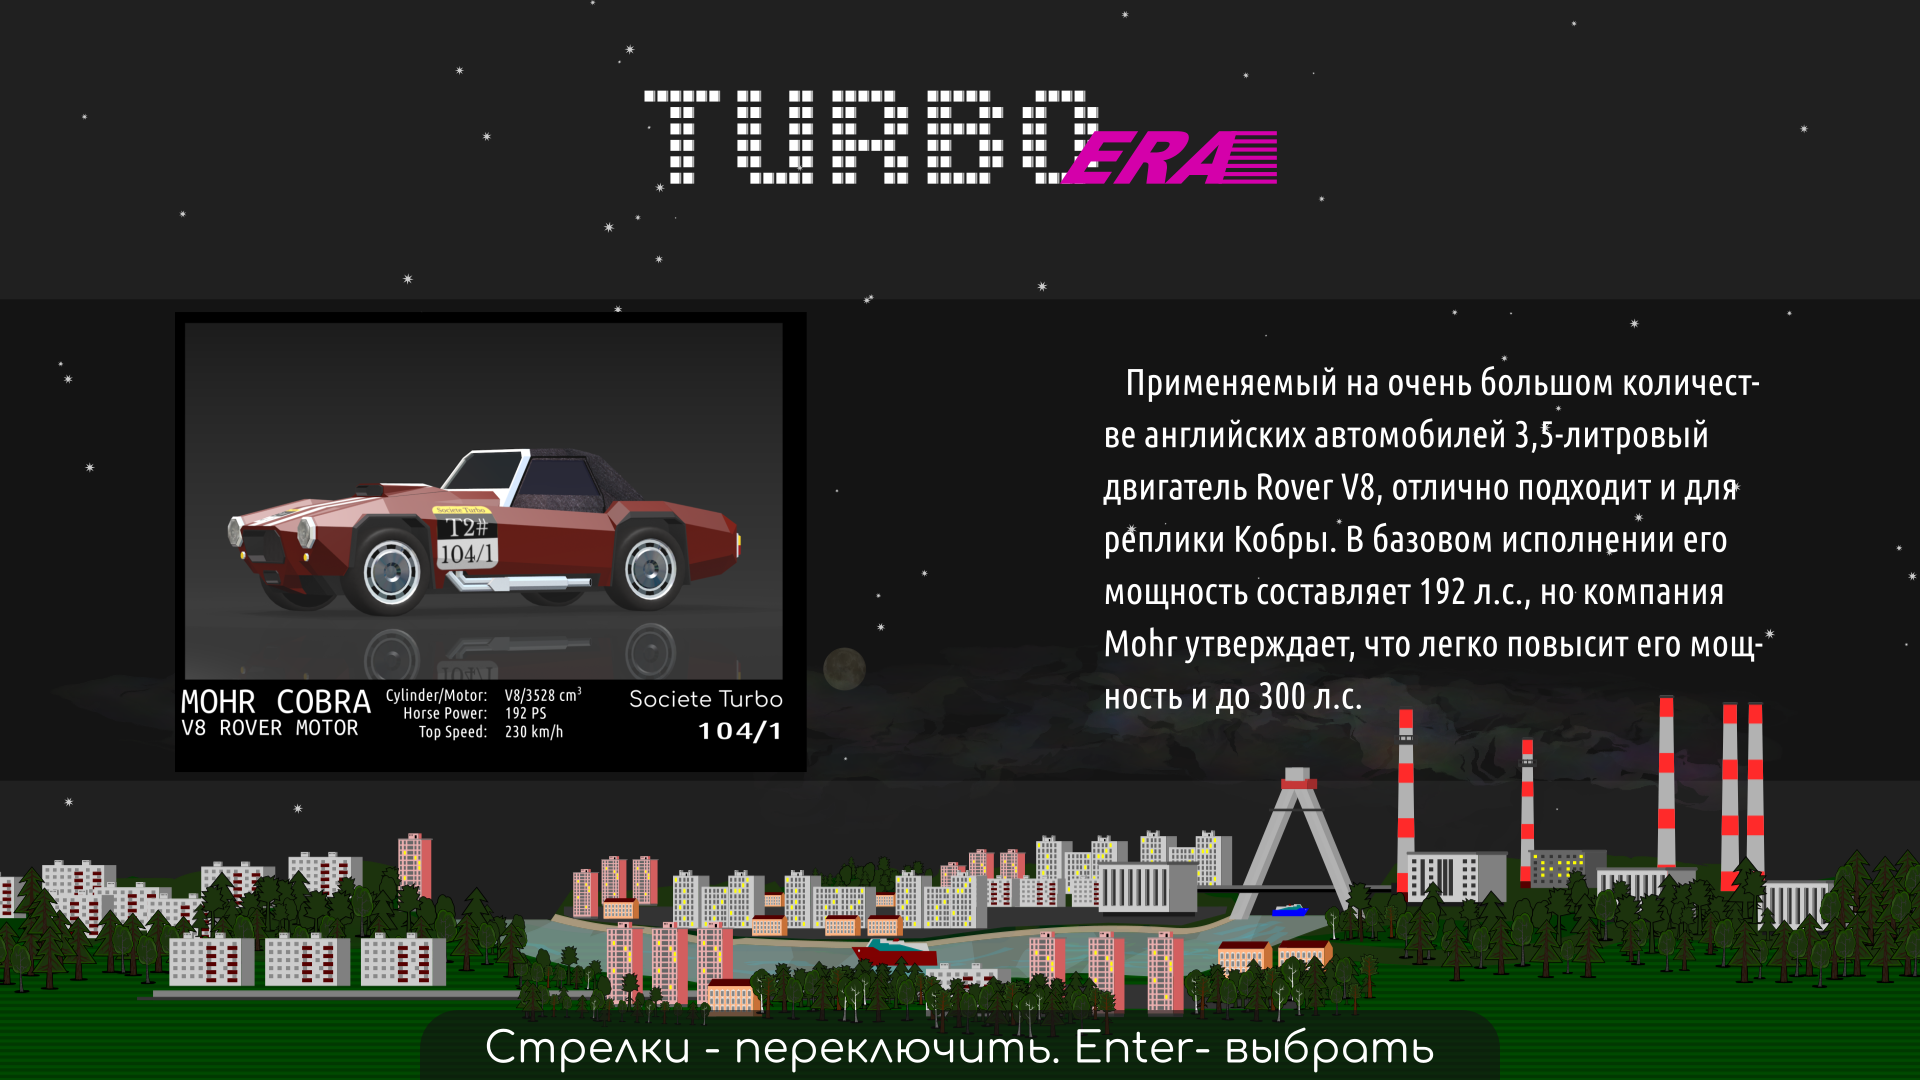 TURBO ERA
Societe Turbo
T2#
104/1
MOHR COBRA
V8 ROVER MOTOR
Cylinder/Motor: V8/3528 cm³
Horse Power: 192 PS
Top Speed: 230 km/h
Societe Turbo
104/1
Применяемый на очень большом количест-
ве английских автомобилей 3,5-литровый
двигатель Rover V8, отлично подходит и для
реплики Кобры. В базовом исполнении его
мощность составляет 192 л.с., но компания
Mohr утверждает, что легко повысит его мощ-
ность и до 300 л.с.
Стрелки - переключить. Enter- выбрать